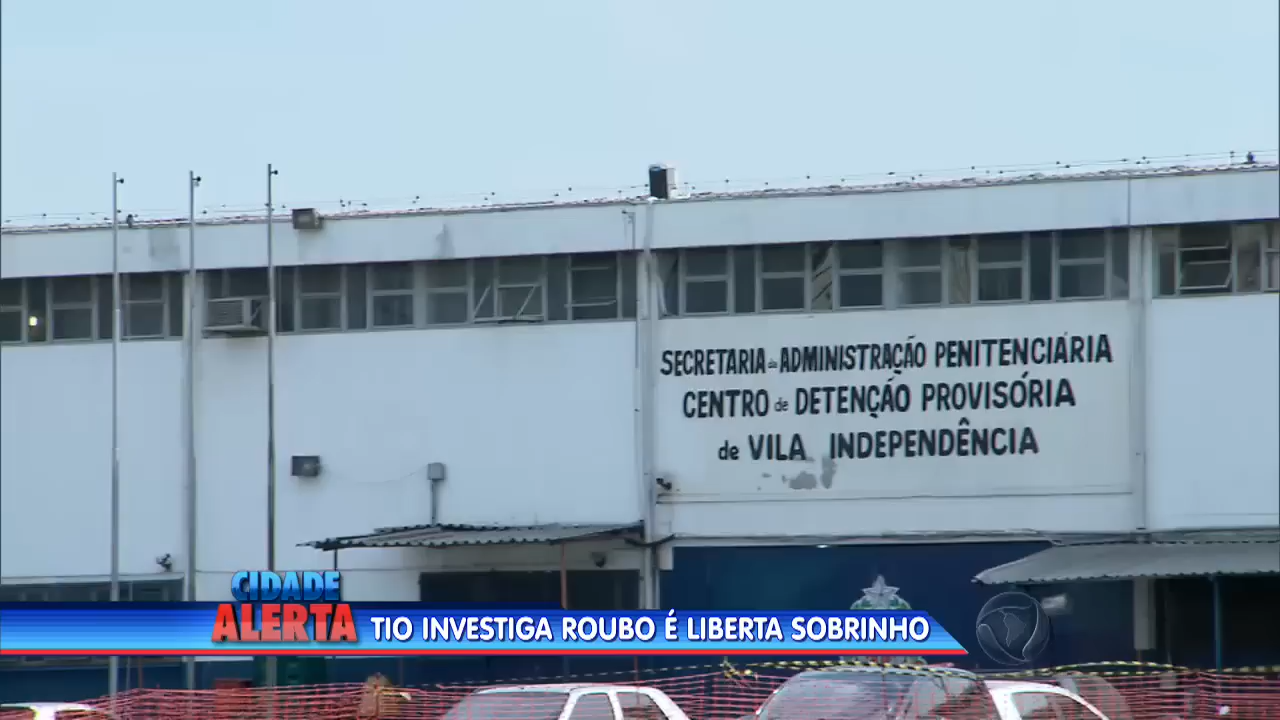 SECRETARIA da ADMINISTRAÇÃO PENITENCIÁRIA
CENTRO de DETENÇÃO PROVISÓRIA
de VILA INDEPENDÊNCIA
CIDADE
ALERTA
TIO INVESTIGA ROUBO É LIBERTA SOBRINHO